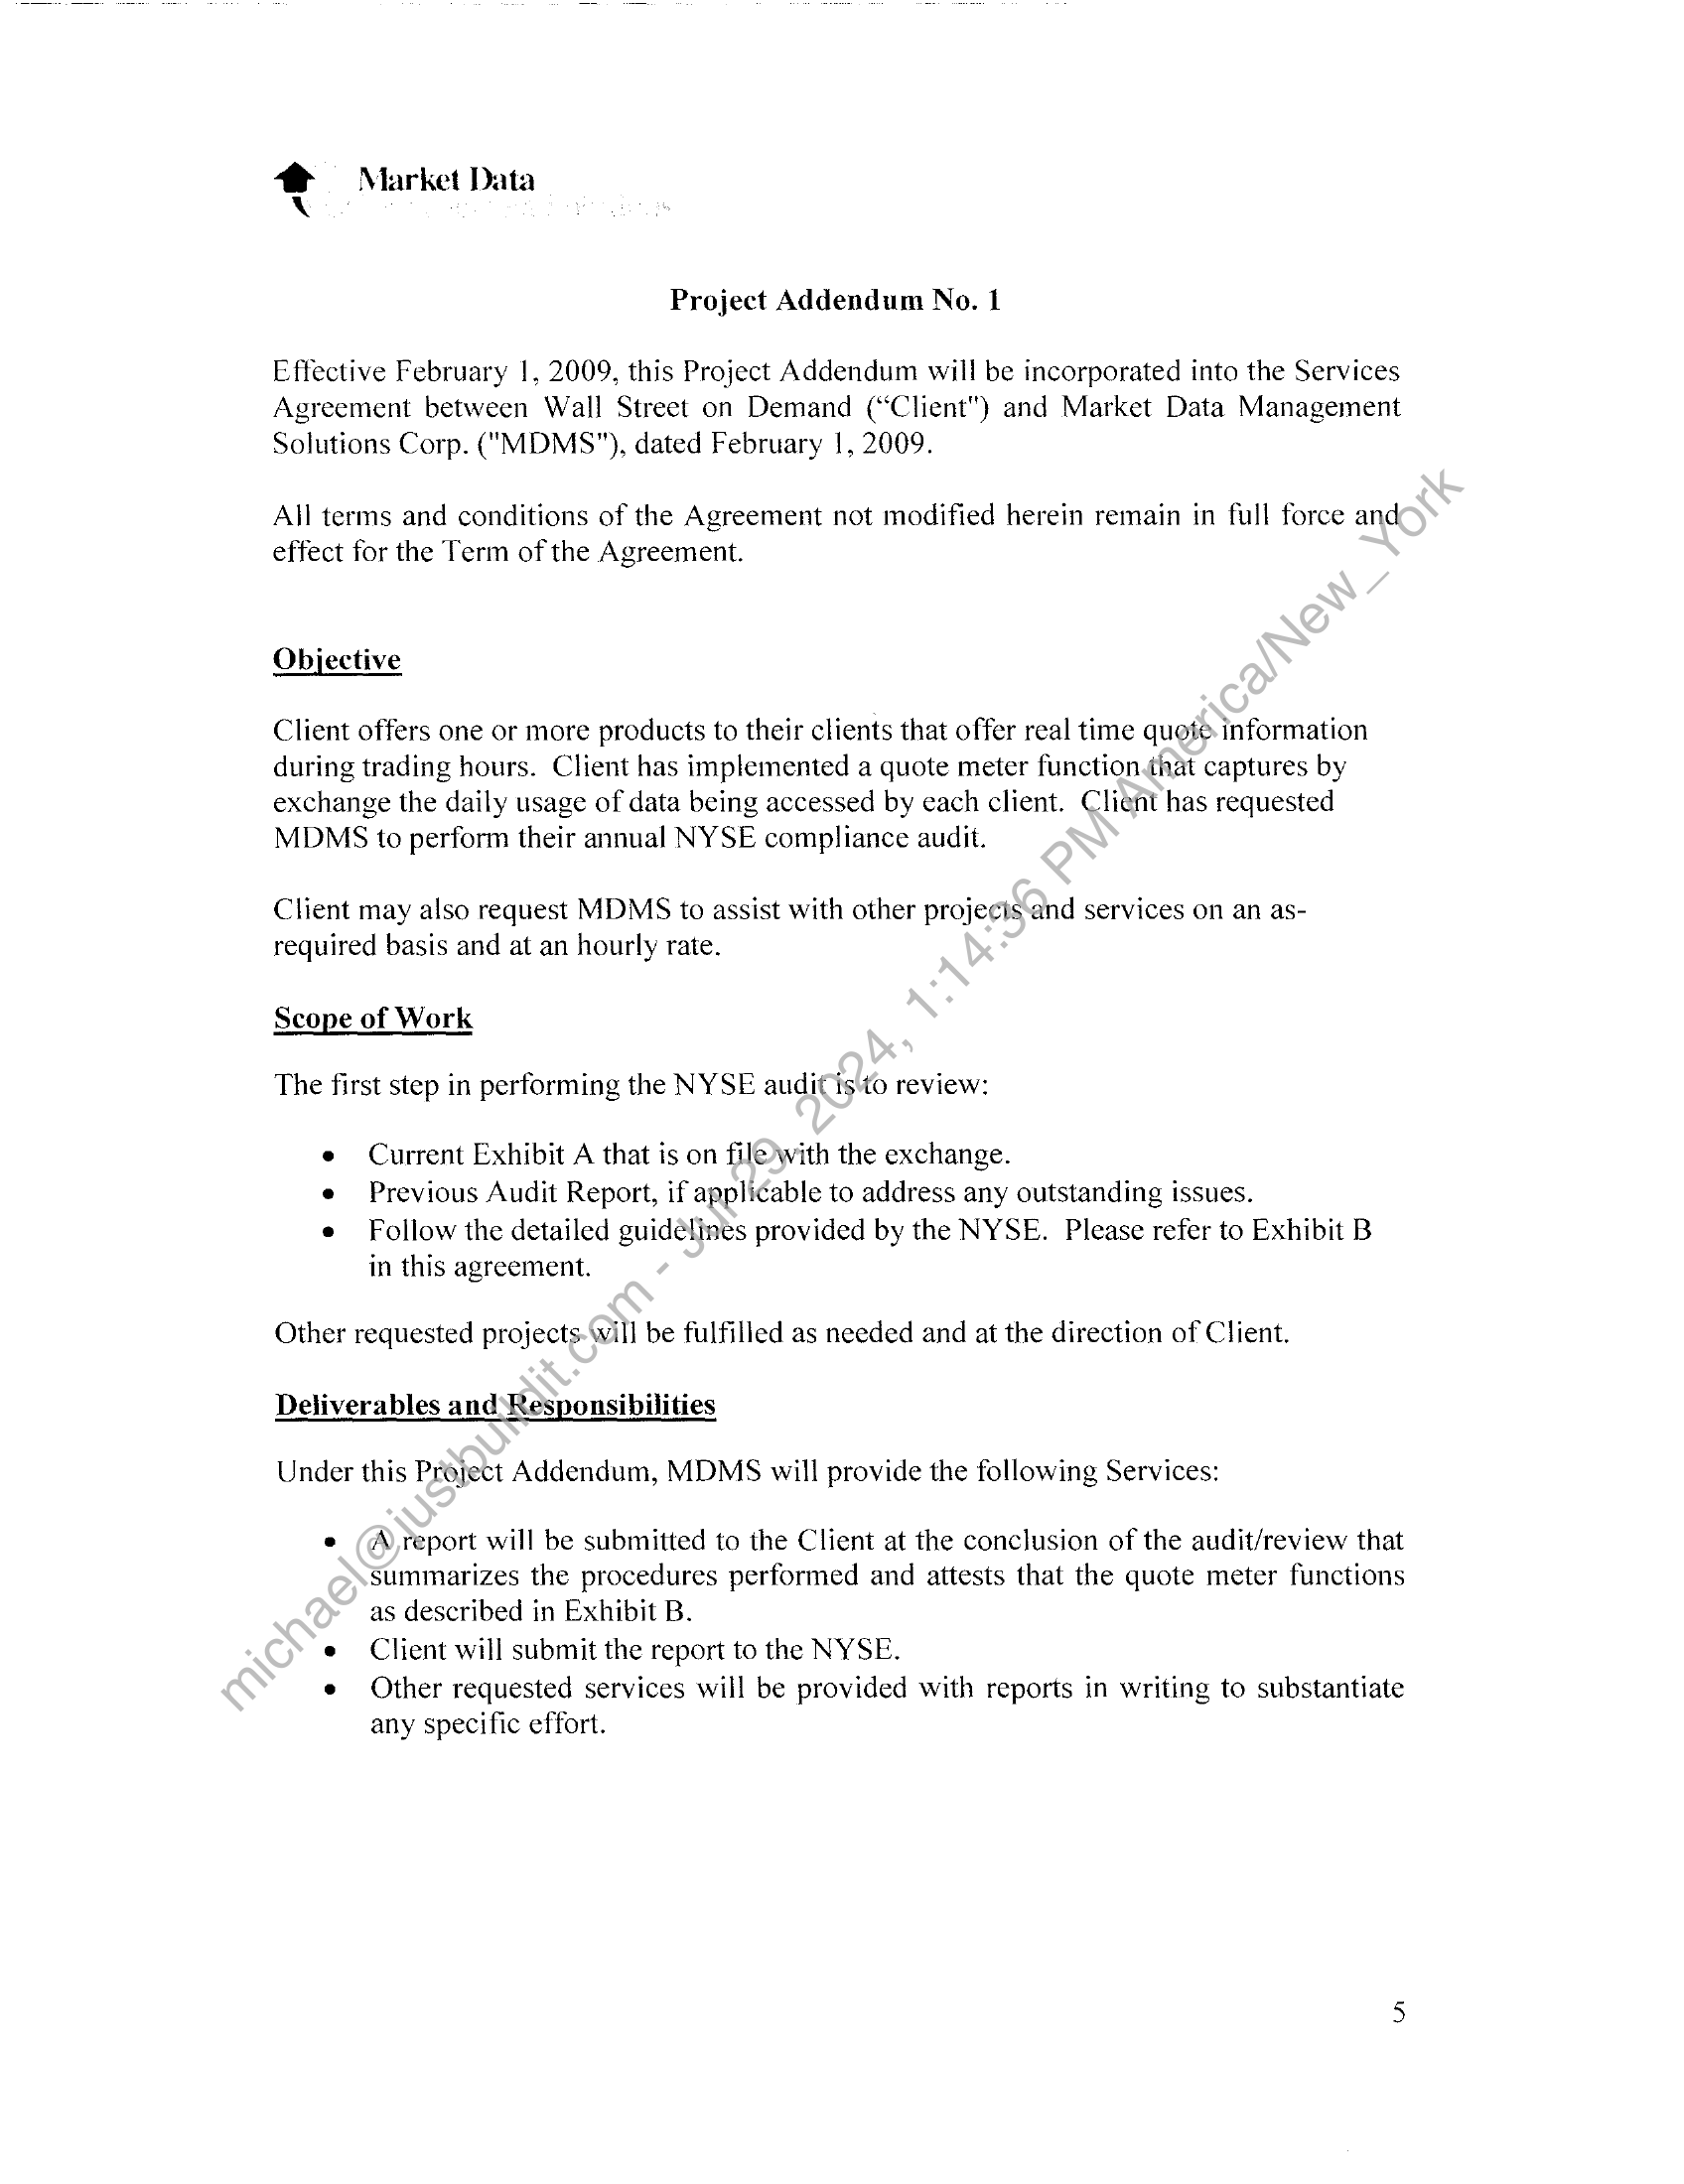 Market Data
Project Addendum No. 1
Effective February 1, 2009, this Project Addendum will be incorporated into the Services
Agreement between Wall Street on Demand (“Client") and Market Data Management
Solutions Corp. ("MDMS"), dated February 1, 2009.
All terms and conditions of the Agreement not modified herein remain in full force and
effect for the Term of the Agreement.
Objective
Client offers one or more products to their clients that offer real time quote information
during trading hours. Client has implemented a quote meter function that captures by
exchange the daily usage of data being accessed by each client. Client has requested
MDMS to perform their annual NYSE compliance audit.
Client may also request MDMS to assist with other projects and services on an as-
required basis and at an hourly rate.
Scope of Work
The first step in performing the NYSE audit is to review:
• Current Exhibit A that is on file with the exchange.
• Previous Audit Report, if applicable to address any outstanding issues.
• Follow the detailed guidelines provided by the NYSE. Please refer to Exhibit B
in this agreement.
Other requested projects will be fulfilled as needed and at the direction of Client.
Deliverables and Responsibilities
Under this Project Addendum, MDMS will provide the following Services:
• A report will be submitted to the Client at the conclusion of the audit/review that
summarizes the procedures performed and attests that the quote meter functions
as described in Exhibit B.
• Client will submit the report to the NYSE.
• Other requested services will be provided with reports in writing to substantiate
any specific effort.
5
michael@justbuildit.com - Jul 29, 2024, 1:14:36 PM America/New_York